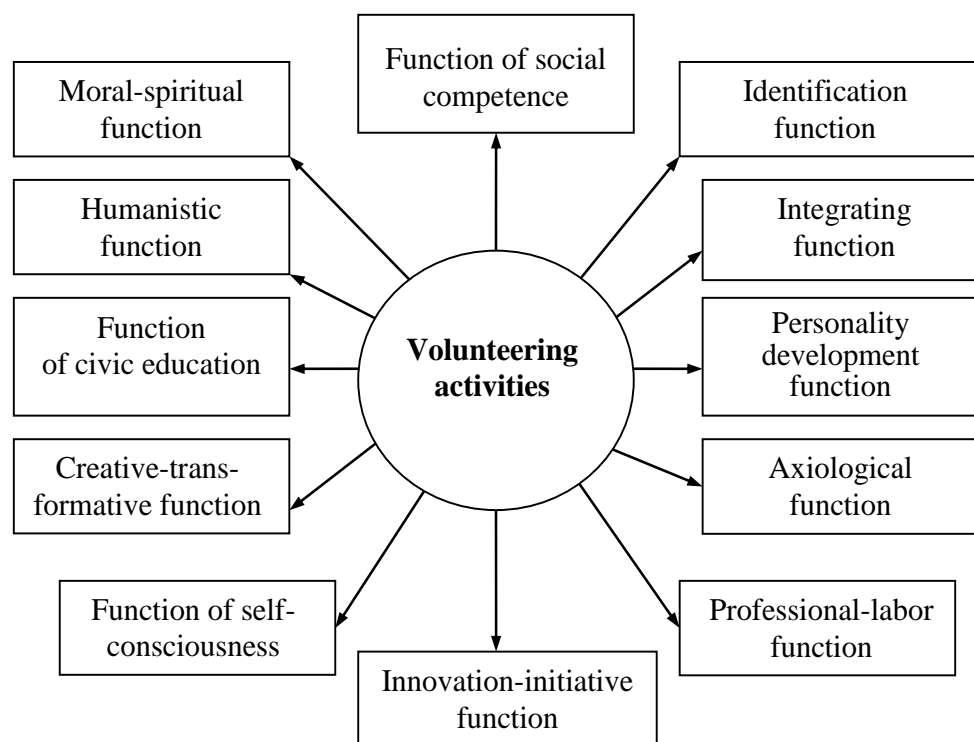 Function of social
competence
Moral-spiritual
function
Identification
function
Humanistic
function
Integrating
function
Function
of civic education
Volunteering
activities
Personality
development
function
Creative-trans-
formative function
Axiological
function
Function of self-
consciousness
Professional-labor
function
Innovation-initiative
function